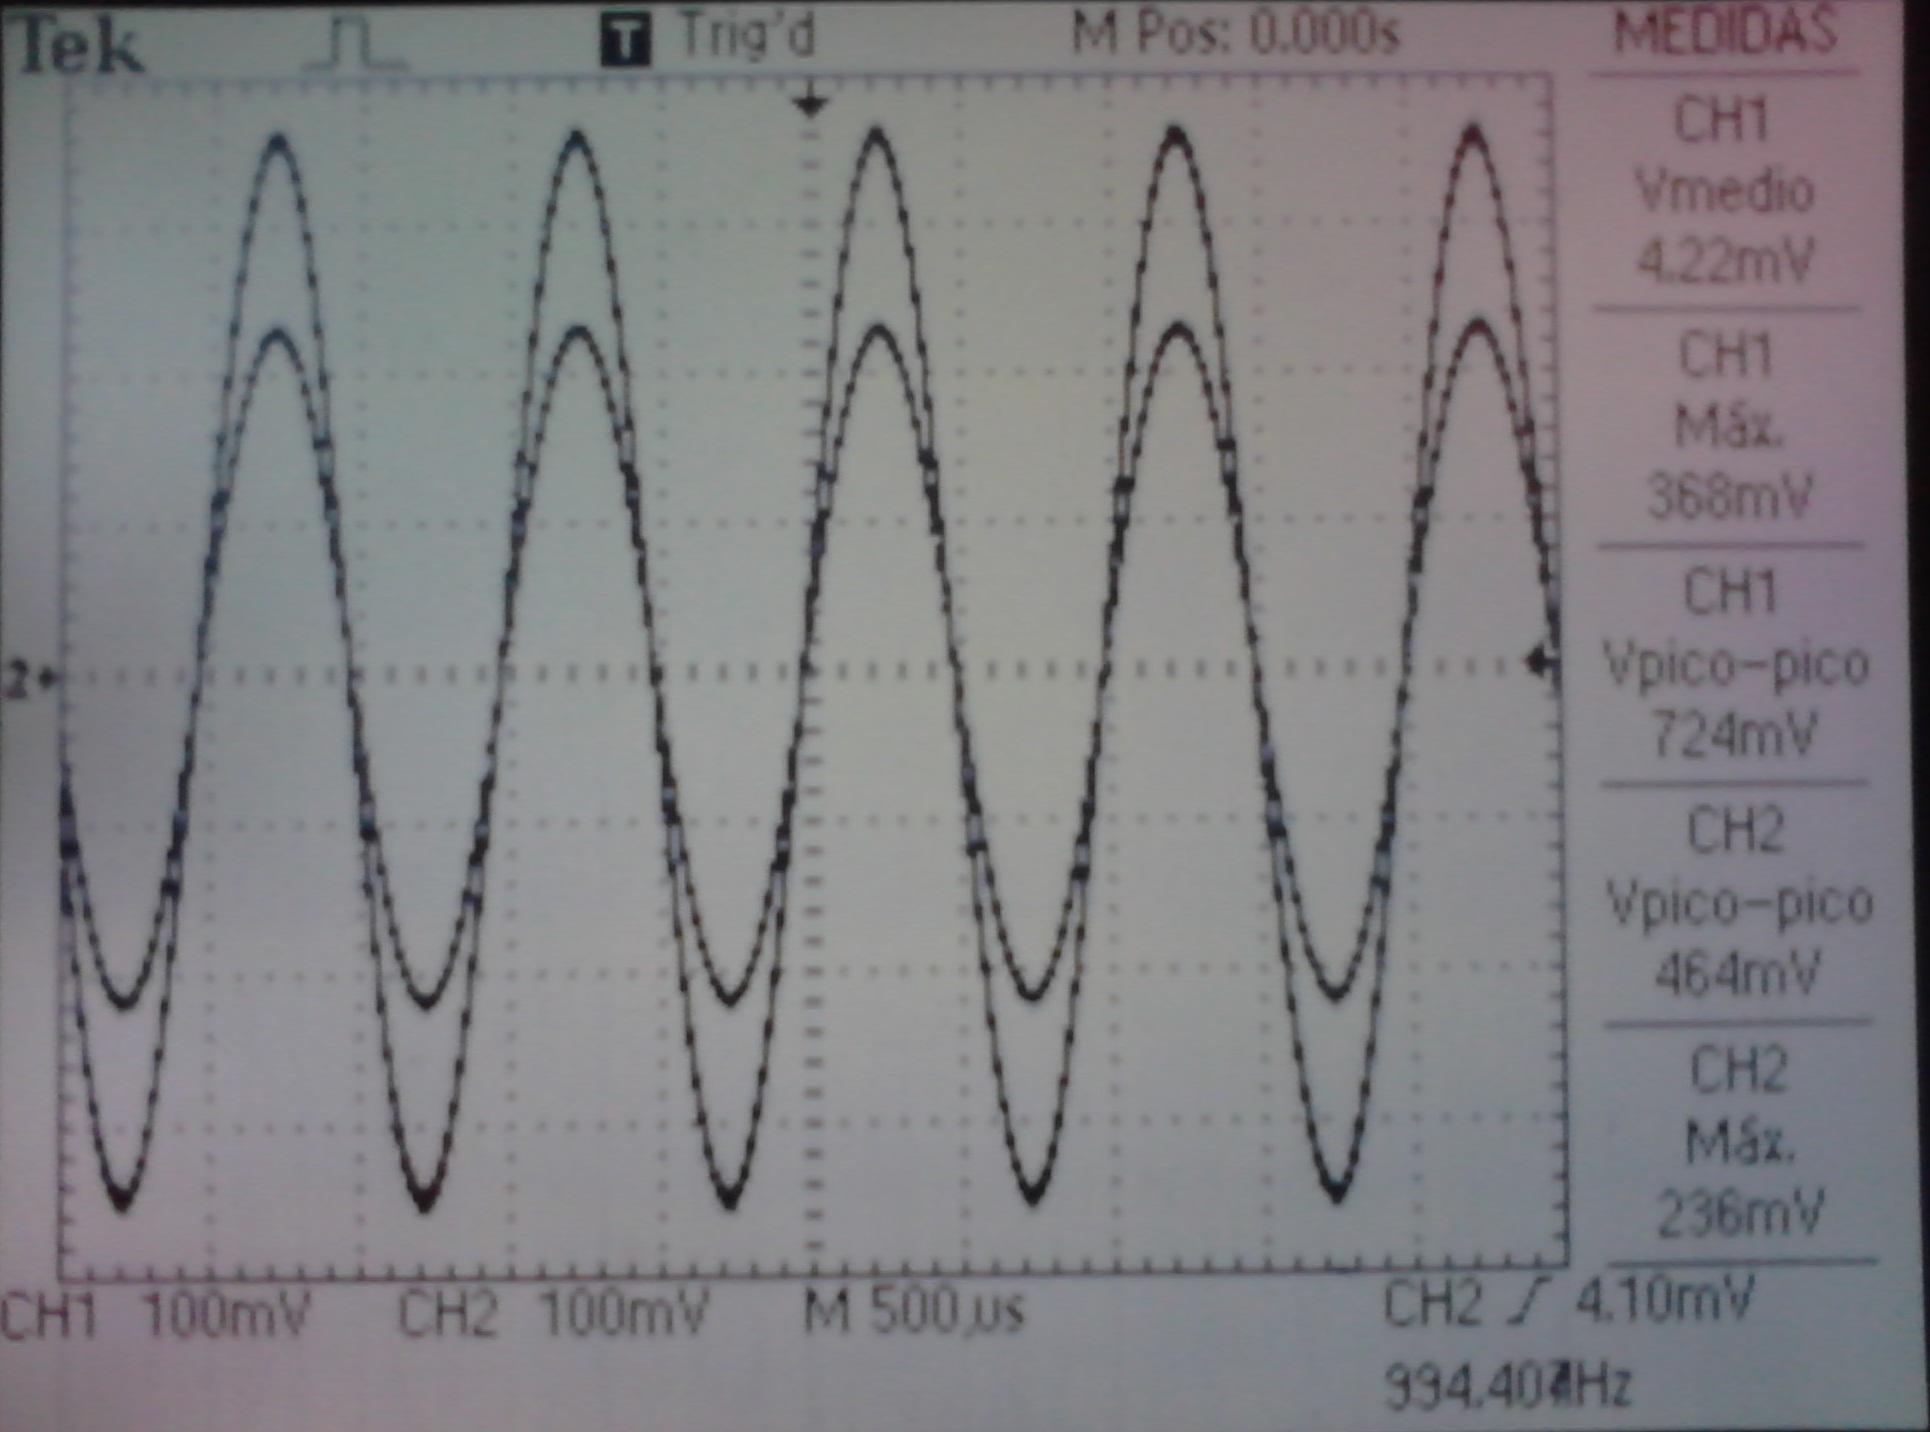 Tek T Trig'd M Pos: 0.000s MEDIDAS
CH1
Vmedio
4.22mV
CH1
Máx.
368mV
CH1
Vpico-pico
724mV
2
CH2
Vpico-pico
464mV
CH2
Máx.
236mV
CH1 100mV CH2 100mV M 500µs CH2 4.10mV